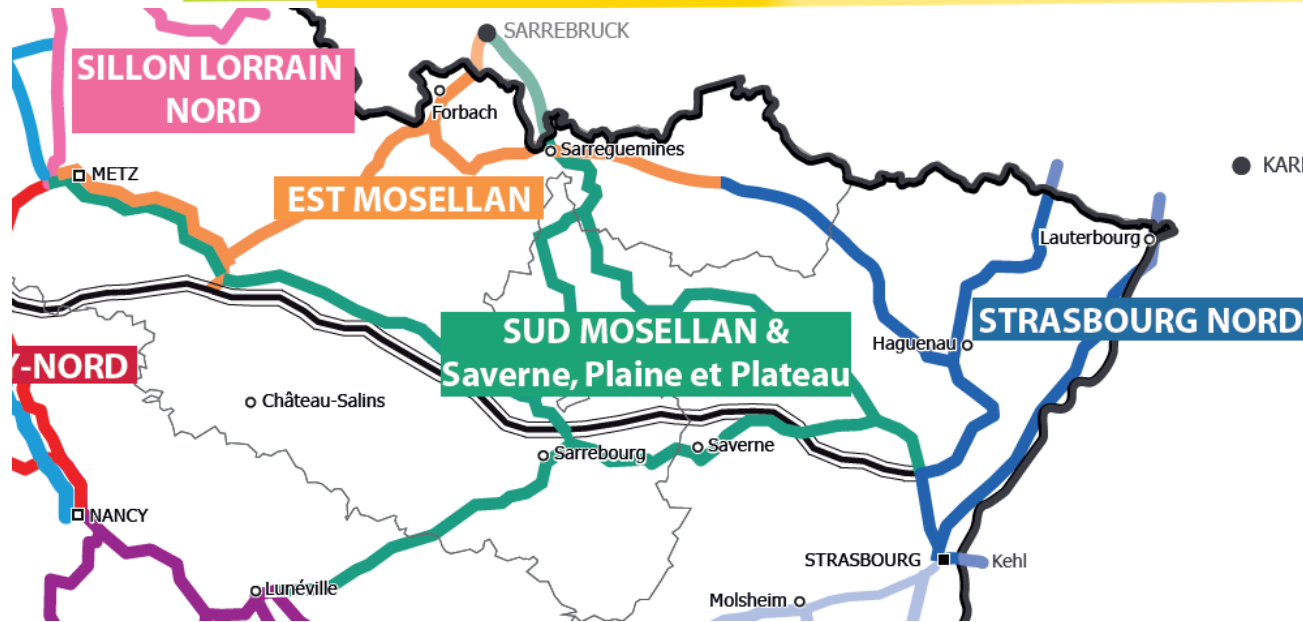 SARREBRUCK
SILLON LORRAIN
NORD
Forbach
Sarreguemines
METZ
EST MOSELLAN
Lauterbourg
SUD MOSELLAN &
Saverne, Plaine et Plateau
STRASBOURG NORD
Haguenau
Y-NORD
Château-Salins
Sarrebourg
Saverne
NANCY
STRASBOURG
Kehl
Lunéville
Molsheim